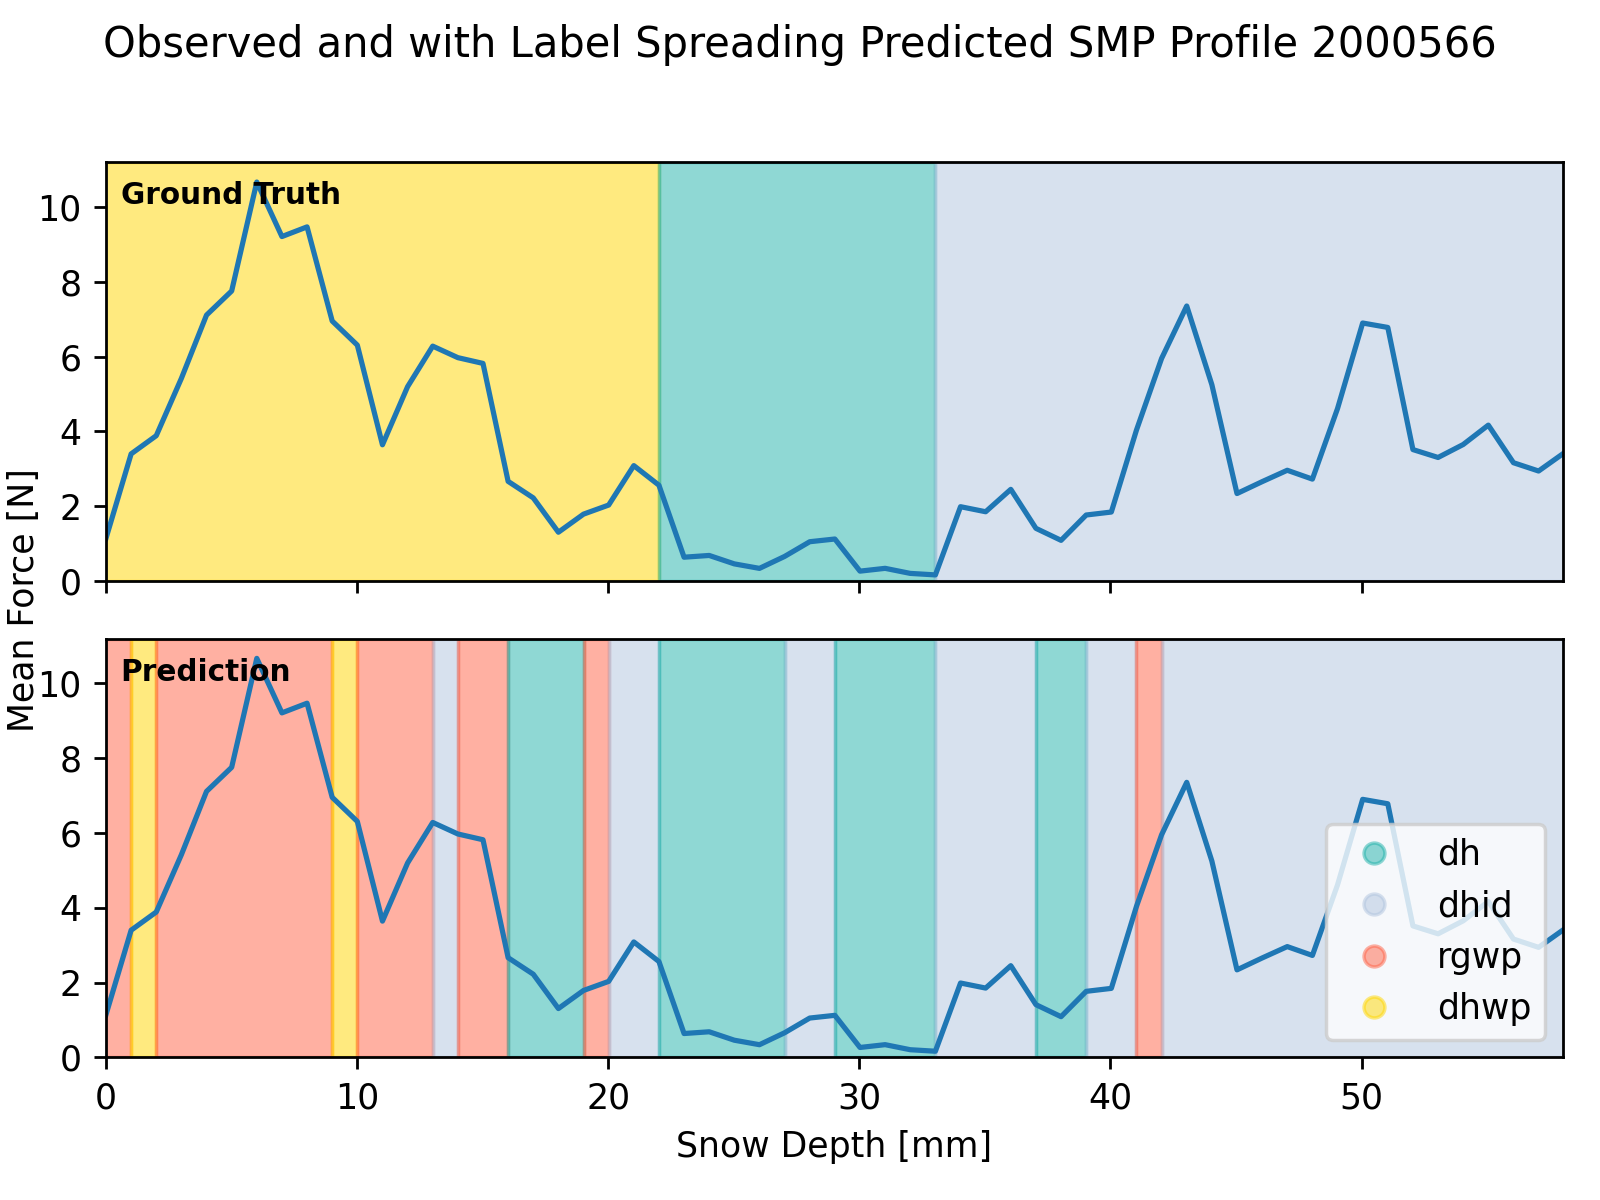 Observed and with Label Spreading Predicted SMP Profile 2000566
Ground Truth
10
8
6
4
2
0
Mean Force [N]
Prediction
10
8
6
4
2
0
dh
dhid
rgwp
dhwp
0 10 20 30 40 50
Snow Depth [mm]